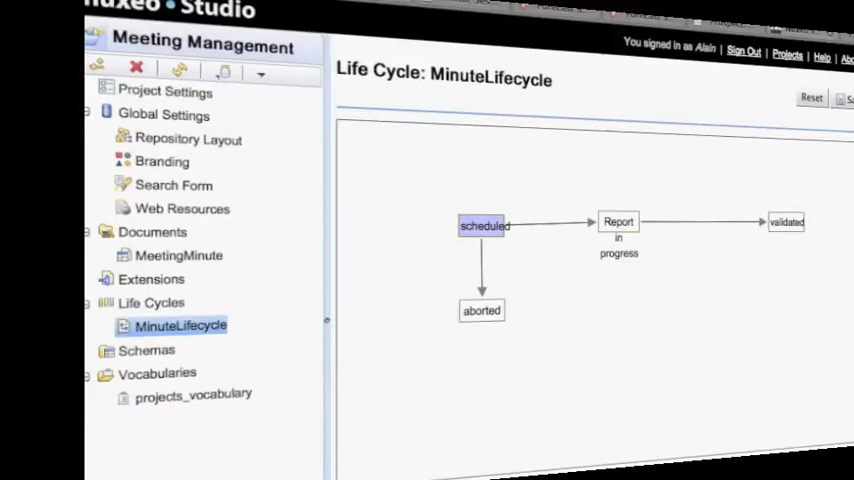 Studio
You signed in as Alain Sign Out Projects Help
Meeting Management
Life Cycle: MinuteLifecycle
Reset
Project Settings
Global Settings
Repository Layout
Branding
Search Form
Web Resources
Documents
MeetingMinute
Extensions
Life Cycles
MinuteLifecycle
Schemas
Vocabularies
projects_vocabulary
scheduled
Report
in
progress
validated
aborted